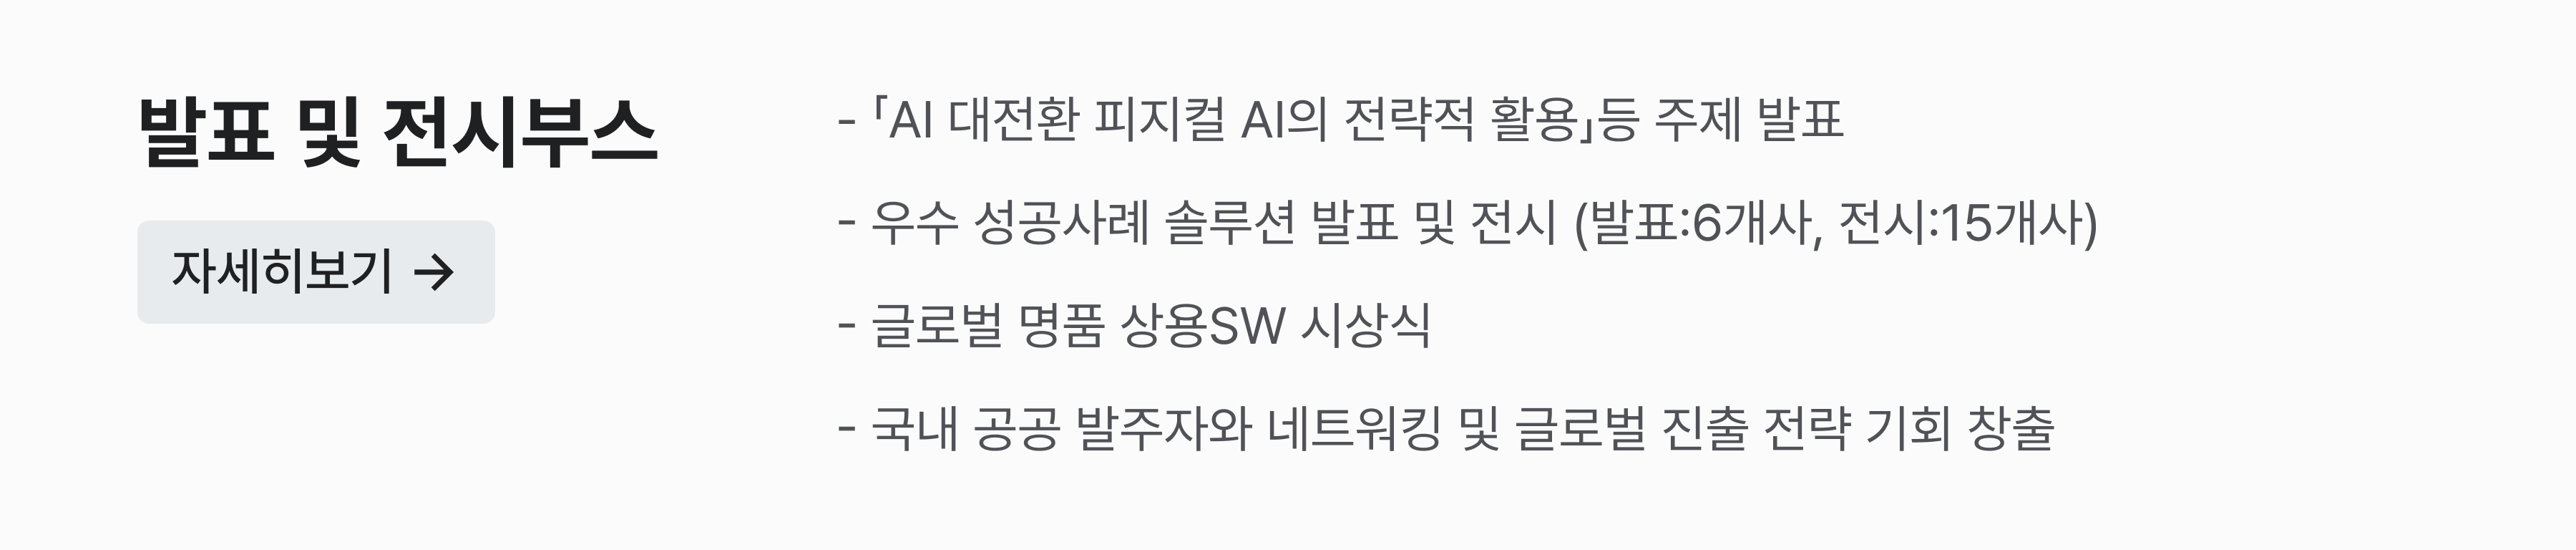 발표 및 전시부스
자세히보기 →
- ｢AI 대전환 피지컬 AI의 전략적 활용｣등 주제 발표
- 우수 성공사례 솔루션 발표 및 전시 (발표:6개사, 전시:15개사)
- 글로벌 명품 상용SW 시상식
- 국내 공공 발주자와 네트워킹 및 글로벌 진출 전략 기회 창출